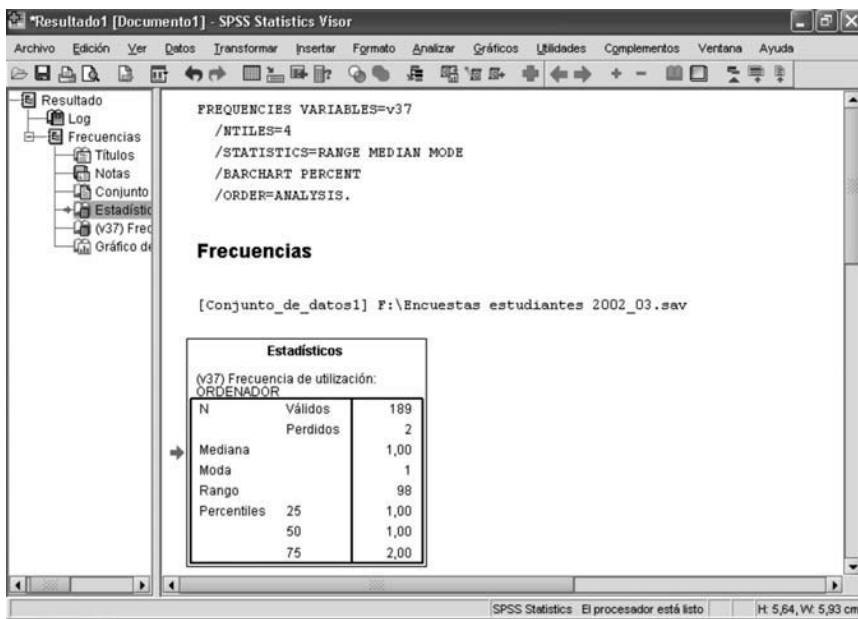 *Resultado1 [Documento1] - SPSS Statistics Visor
Archivo Edición Ver Datos Transformar Insertar Formato Analizar Gráficos Utilidades Complementos Ventana Ayuda
Resultado
Log
Frecuencias
Títulos
Notas
Conjunto
Estadístic
(v37) Frec
Gráfico de
FREQUENCIES VARIABLES=v37
/NTILES=4
/STATISTICS=RANGE MEDIAN MODE
/BARCHART PERCENT
/ORDER=ANALYSIS.
Frecuencias
[Conjunto_de_datos1] F:\Encuestas estudiantes 2002_03.sav
Estadísticos
(v37) Frecuencia de utilización:
ORDENADOR
N Válidos 189
Perdidos 2
Mediana 1,00
Moda 1
Rango 98
Percentiles 25 1,00
50 1,00
75 2,00
SPSS Statistics El procesador está listo H: 5,64, W: 5,93 cm